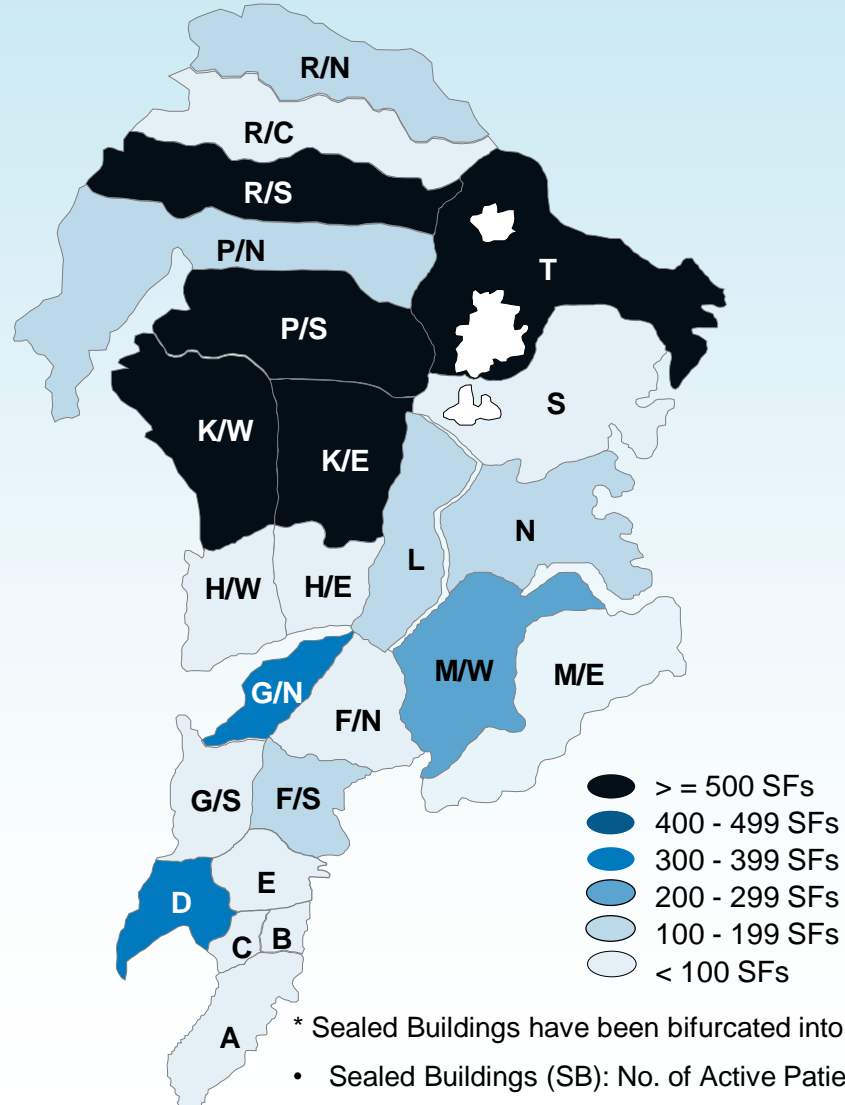 R/N
R/C
R/S
P/N
T
P/S
S
K/W
K/E
N
L
H/W
H/E
M/W
M/E
G/N
F/N
G/S
F/S
> = 500 SFs
400 - 499 SFs
300 - 399 SFs
200 - 299 SFs
100 - 199 SFs
< 100 SFs
E
D
B
C
A
* Sealed Buildings have been bifurcated into
• Sealed Buildings (SB): No. of Active Patie